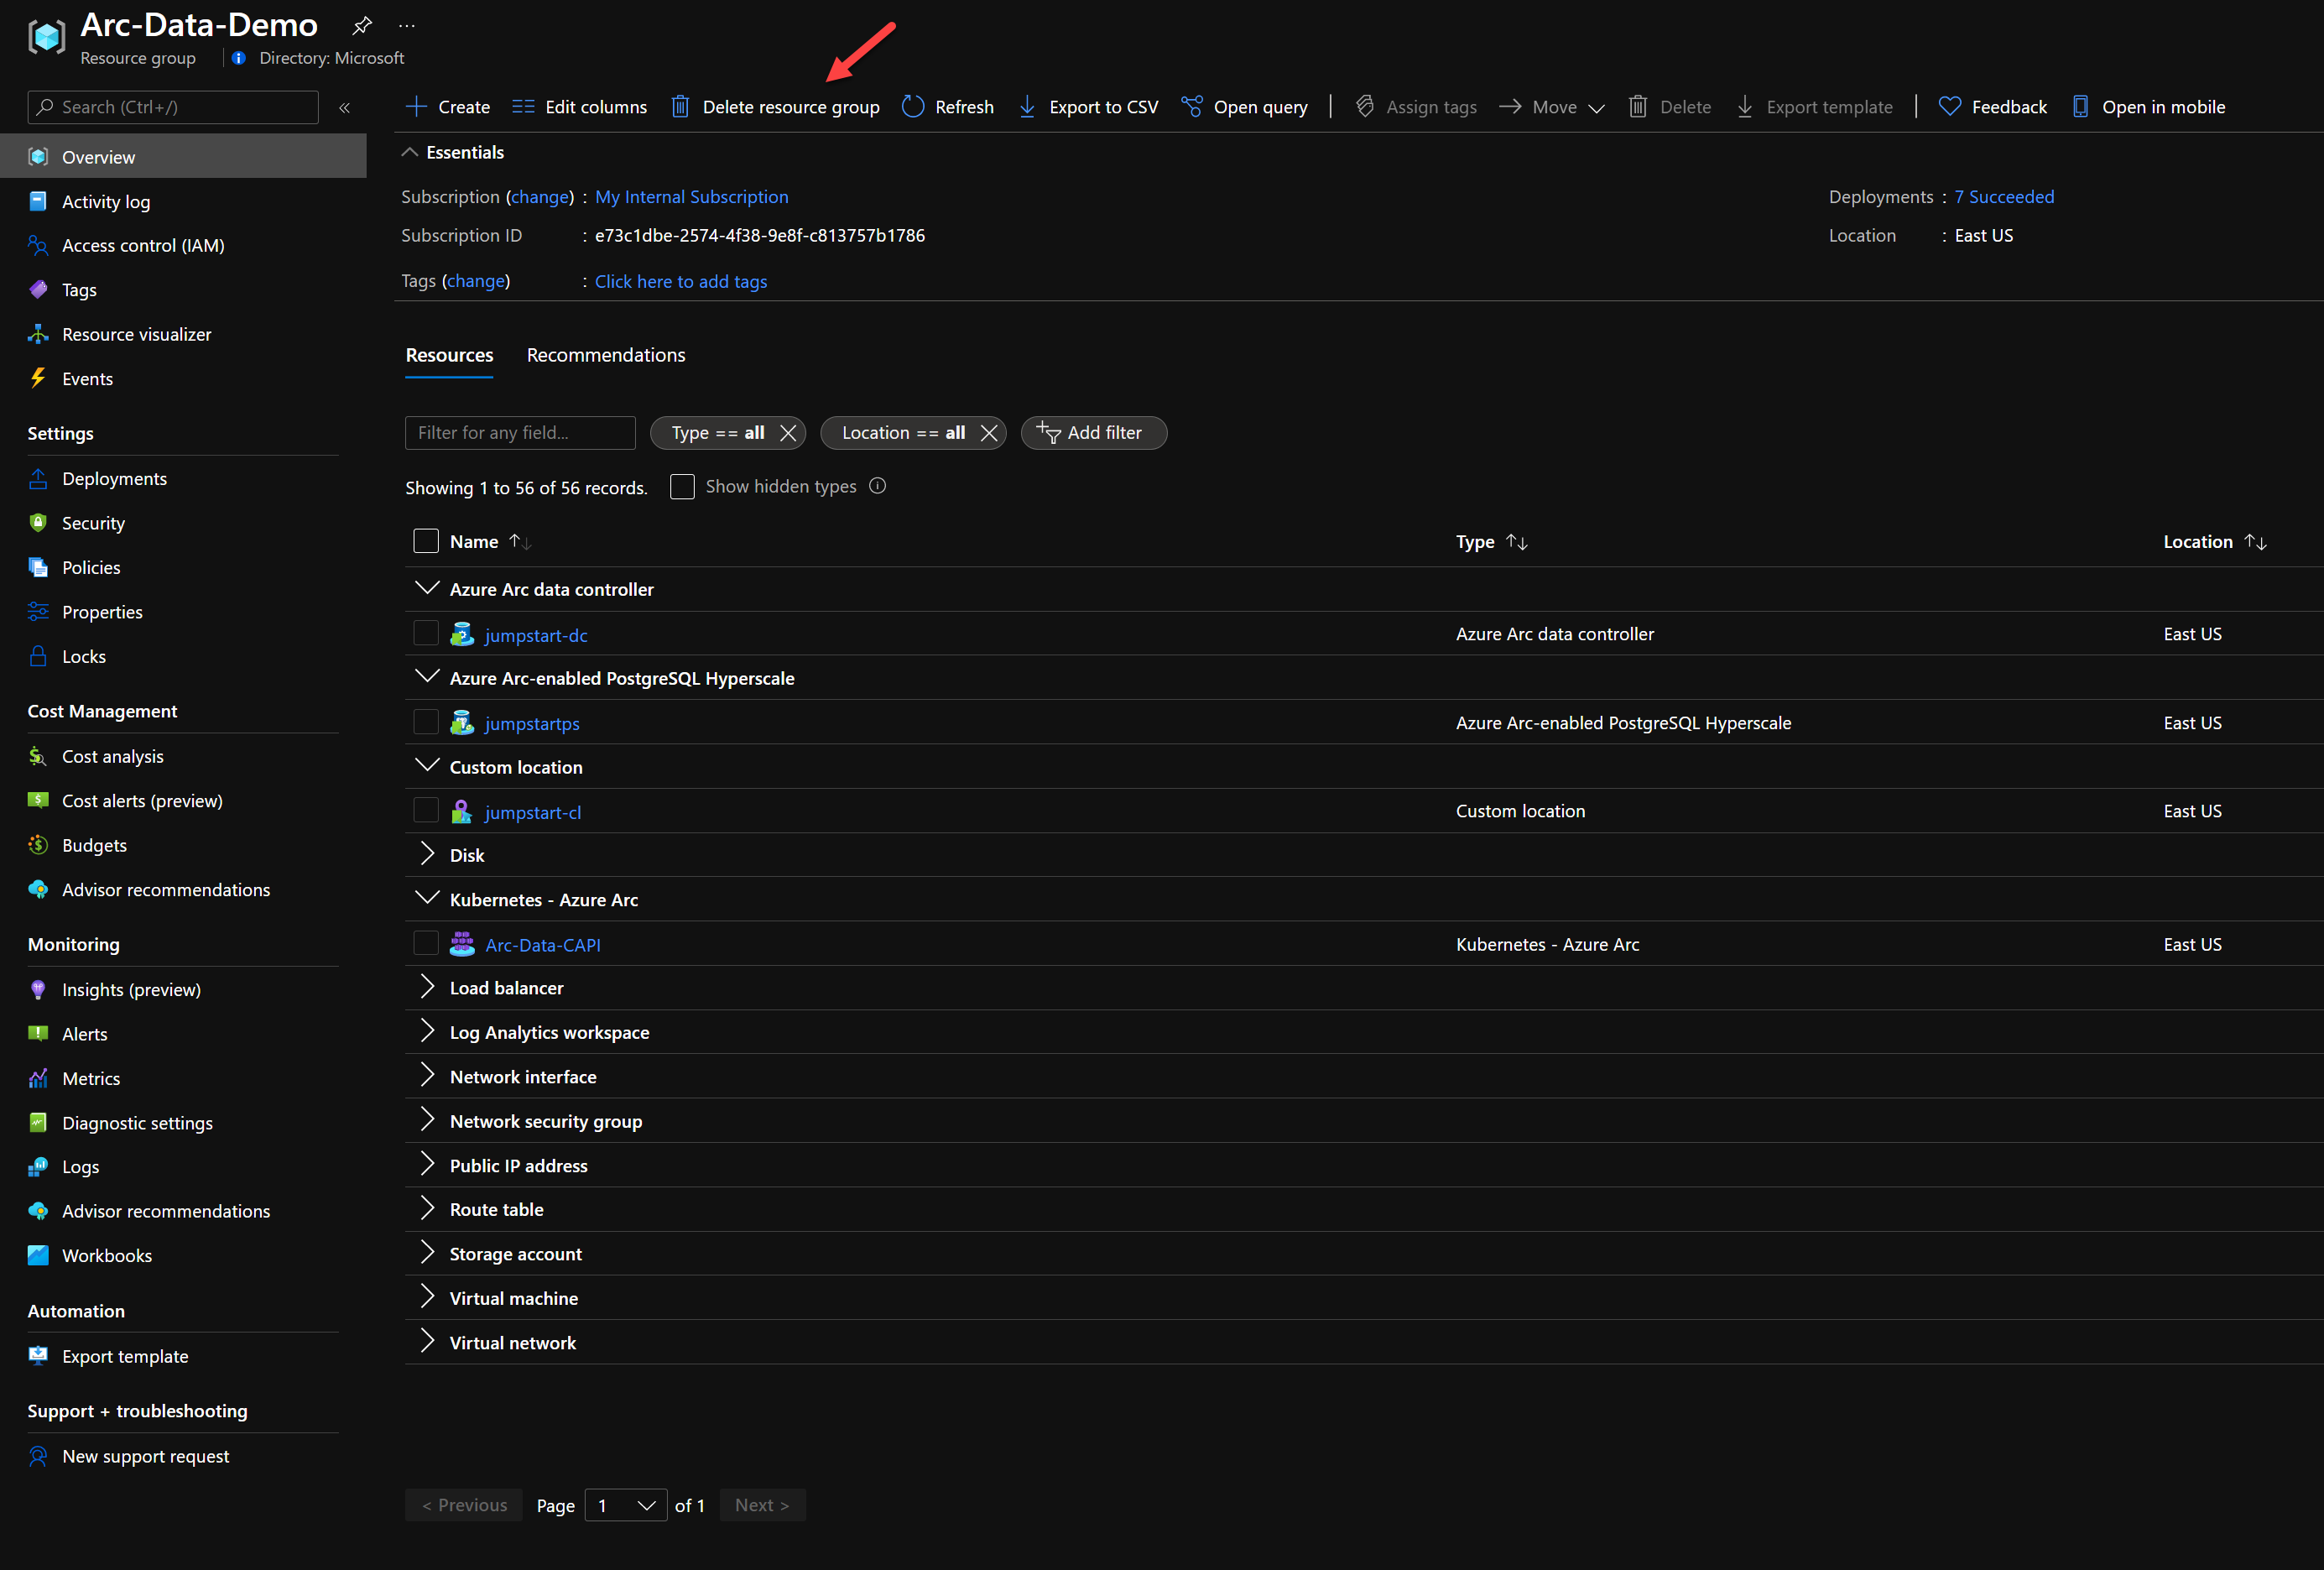 Arc-Data-Demo
Resource group
Directory: Microsoft
Search (Ctrl+/)
«
Create
Edit columns
Delete resource group
Refresh
Export to CSV
Open query
Assign tags
Move
Delete
Export template
Feedback
Open in mobile
Overview
Activity log
Access control (IAM)
Tags
Resource visualizer
Events
Settings
Deployments
Security
Policies
Properties
Locks
Cost Management
Cost analysis
Cost alerts (preview)
Budgets
Advisor recommendations
Monitoring
Insights (preview)
Alerts
Metrics
Diagnostic settings
Logs
Advisor recommendations
Workbooks
Automation
Export template
Support + troubleshooting
New support request
Essentials
Subscription (change) : My Internal Subscription
Subscription ID : e73c1dbe-2574-4f38-9e8f-c813757b1786
Tags (change) : Click here to add tags
Deployments : 7 Succeeded
Location : East US
Resources
Recommendations
Filter for any field...
Type == all
Location == all
Add filter
Showing 1 to 56 of 56 records.
Show hidden types
Name
Type
Location
Azure Arc data controller
jumpstart-dc
Azure Arc data controller
East US
Azure Arc-enabled PostgreSQL Hyperscale
jumpstartps
Azure Arc-enabled PostgreSQL Hyperscale
East US
Custom location
jumpstart-cl
Custom location
East US
Disk
Kubernetes - Azure Arc
Arc-Data-CAPI
Kubernetes - Azure Arc
East US
Load balancer
Log Analytics workspace
Network interface
Network security group
Public IP address
Route table
Storage account
Virtual machine
Virtual network
< Previous
Page 1 of 1
Next >